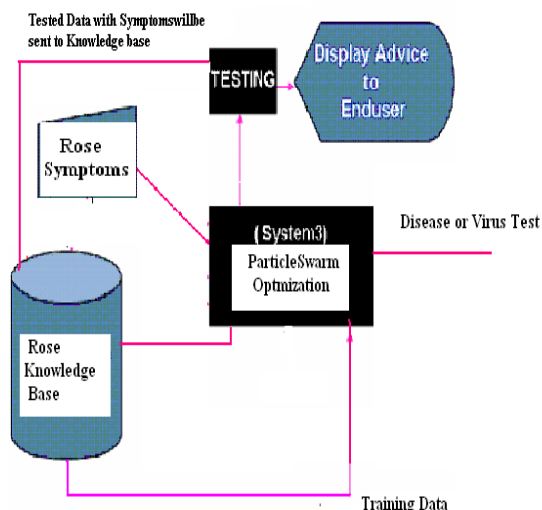 Tested Data with Symptomswillbe
sent to Knowledge base
TESTING
Display Advice
to
Enduser
Rose
Symptoms
(System3)
ParticleSwarm
Optmization
Disease or Virus Test
Rose
Knowledge
Base
Training Data